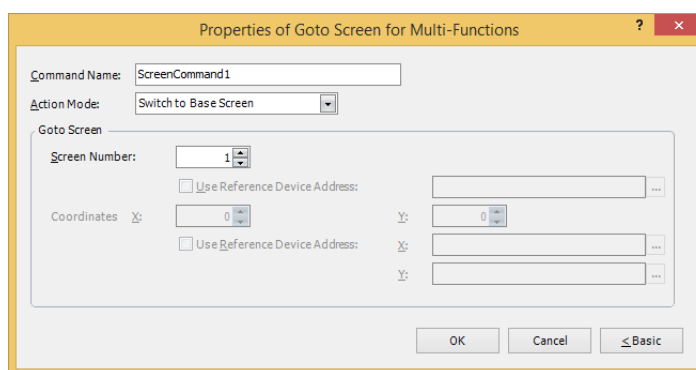 Properties of Goto Screen for Multi-Functions ? ×
Command Name: ScreenCommand1
Action Mode: Switch to Base Screen
Goto Screen
Screen Number: 1
Use Reference Device Address: ...
Coordinates X: 0 Y: 0
Use Reference Device Address: X: ...
Y: ...
OK Cancel < Basic